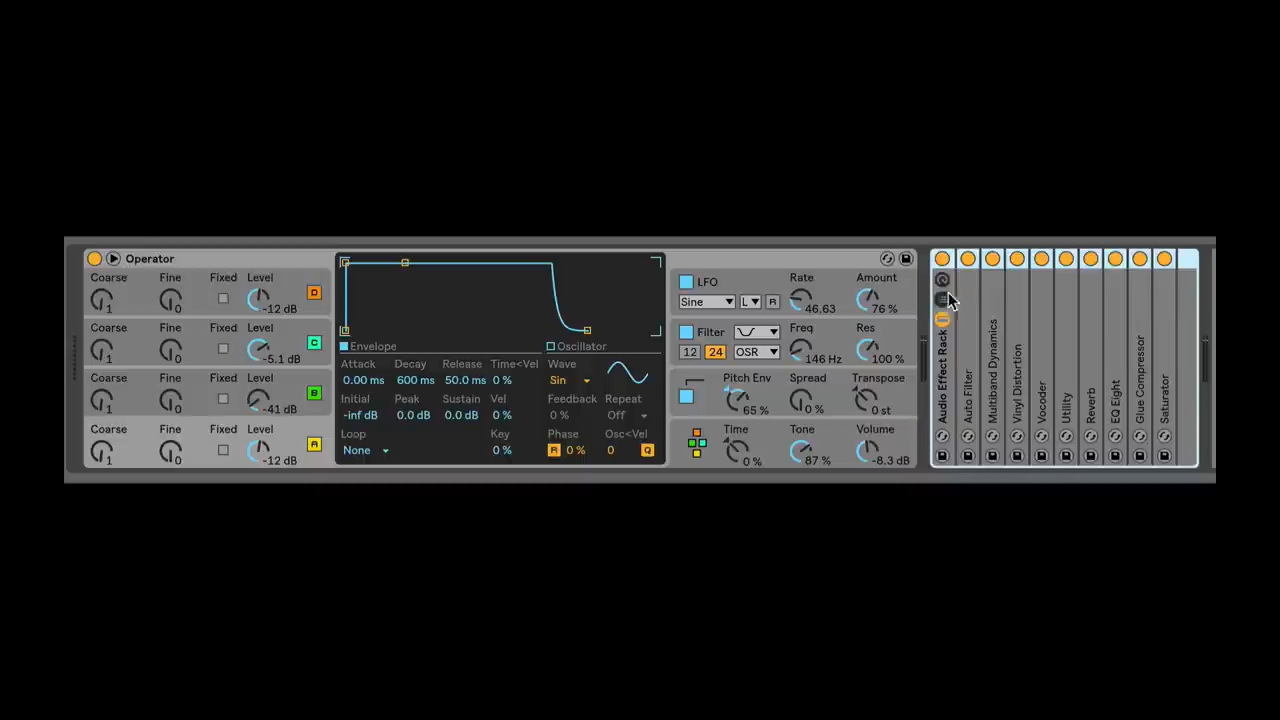 Operator
Coarse Fine Fixed Level
1 0 -12 dB D
Coarse Fine Fixed Level
1 0 -5.1 dB C
Coarse Fine Fixed Level
1 0 -41 dB B
Coarse Fine Fixed Level
1 0 -12 dB A
Envelope Oscillator
Attack Decay Release Time<Vel Wave
0.00 ms 600 ms 50.0 ms 0 % Sin
Initial Peak Sustain Vel Feedback Repeat
-inf dB 0.0 dB 0.0 dB 0 % 0 % Off
Loop Key Phase Osc<Vel
None 0 % R 0 % 0 Q
LFO Rate Amount
Sine L R 46.63 76 %
Filter Freq Res
12 24 OSR 146 Hz 100 %
Pitch Env Spread Transpose
65 % 0 % 0 st
Time Tone Volume
0 % 87 % -8.3 dB
Audio Effect Rack
Auto Filter
Multiband Dynamics
Vinyl Distortion
Vocoder
Utility
Reverb
EQ Eight
Glue Compressor
Saturator